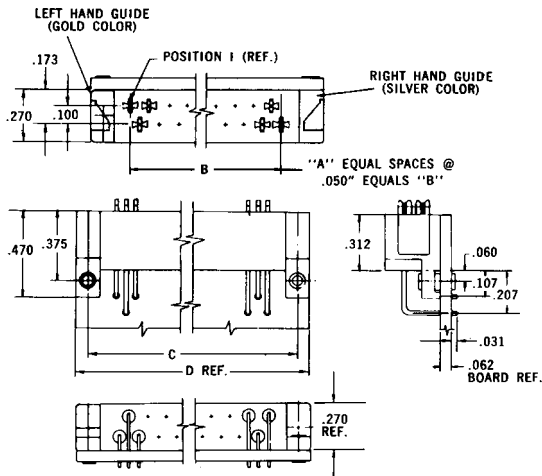 LEFT HAND GUIDE
(GOLD COLOR)
POSITION 1 (REF.)
RIGHT HAND GUIDE
(SILVER COLOR)
.173
.270
.100
B
"A" EQUAL SPACES @
.050" EQUALS "B"
.470
.375
.312
.060
.107
.207
.031
.062
BOARD REF.
C
D REF.
.270
REF.